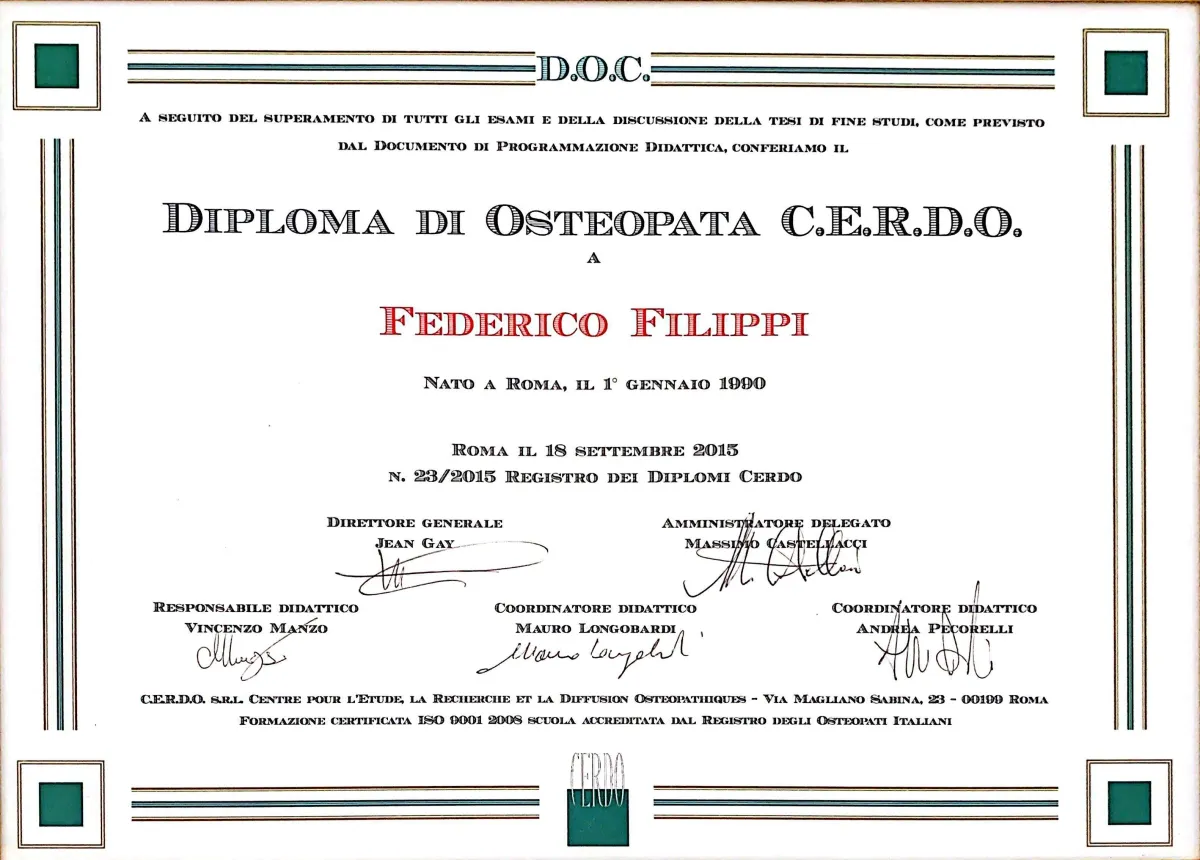 D.O.C.
A SEGUITO DEL SUPERAMENTO DI TUTTI GLI ESAMI E DELLA DISCUSSIONE DELLA TESI DI FINE STUDI, COME PREVISTO
DAL DOCUMENTO DI PROGRAMMAZIONE DIDATTICA, CONFERIAMO IL
DIPLOMA DI OSTEOPATA C.E.R.D.O.
A
FEDERICO FILIPPI
NATO A ROMA, IL 1° GENNAIO 1990
ROMA IL 18 SETTEMBRE 2015
N. 23/2015 REGISTRO DEI DIPLOMI CERDO
DIRETTORE GENERALE AMMINISTRATORE DELEGATO
JEAN GAY MASSIMO CASTELLACCI
RESPONSABILE DIDATTICO COORDINATORE DIDATTICO COORDINATORE DIDATTICO
VINCENZO MANZO MAURO LONGOBARDI ANDREA PECORELLI
C.E.R.D.O. S.R.L. CENTRE POUR L'ETUDE, LA RECHERCHE ET LA DIFFUSION OSTEOPATHIQUES - VIA MAGLIANO SABINA, 23 - 00199 ROMA
FORMAZIONE CERTIFICATA ISO 9001 2008 SCUOLA ACCREDITATA DAL REGISTRO DEGLI OSTEOPATI ITALIANI
CERDO